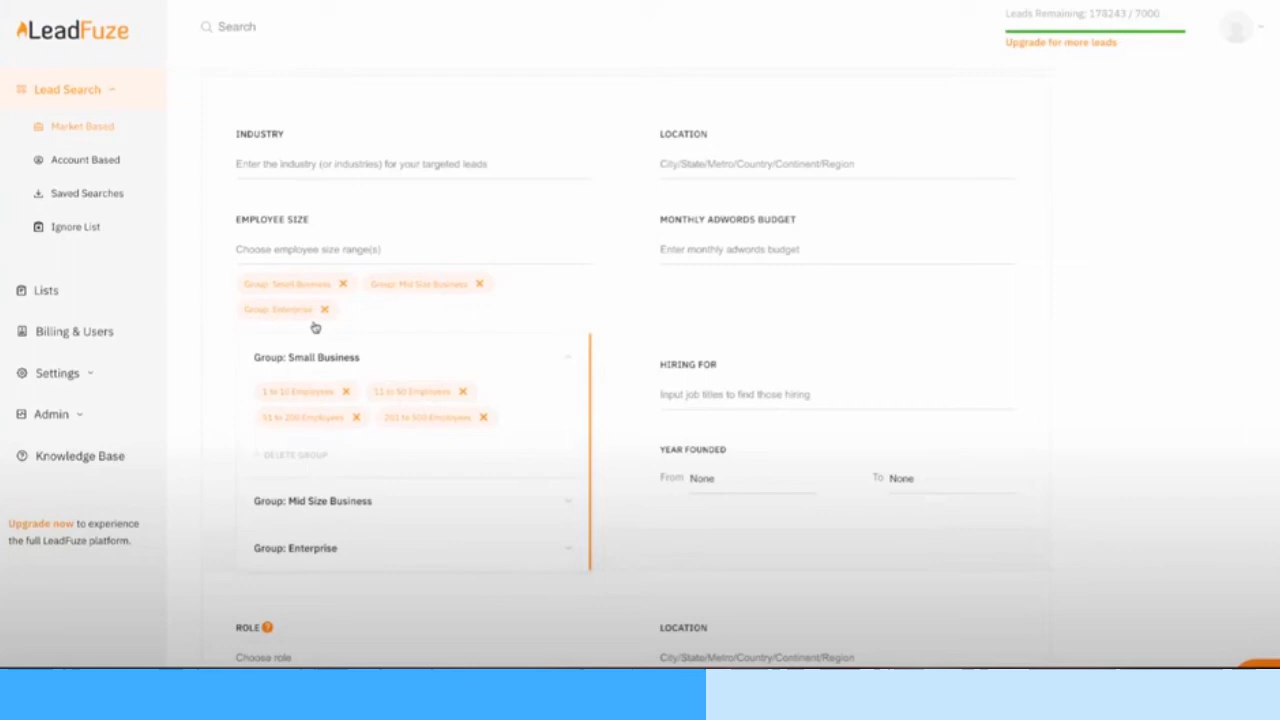 LeadFuze
Search
Leads Remaining: 178243 / 7000
Upgrade for more leads
Lead Search
Market Based
Account Based
Saved Searches
Ignore List
Lists
Billing & Users
Settings
Admin
Knowledge Base
Upgrade now to experience
the full LeadFuze platform.
INDUSTRY
Enter the industry (or industries) for your targeted leads
LOCATION
City/State/Metro/Country/Continent/Region
EMPLOYEE SIZE
Choose employee size range(s)
MONTHLY ADWORDS BUDGET
Enter monthly adwords budget
Group: Small Business
Group: Mid Size Business
Group: Enterprise
Group: Small Business
1 to 10 Employees
11 to 50 Employees
51 to 200 Employees
201 to 500 Employees
DELETE GROUP
Group: Mid Size Business
Group: Enterprise
HIRING FOR
Input job titles to find those hiring
YEAR FOUNDED
From None To None
ROLE ?
Choose role
LOCATION
City/State/Metro/Country/Continent/Region